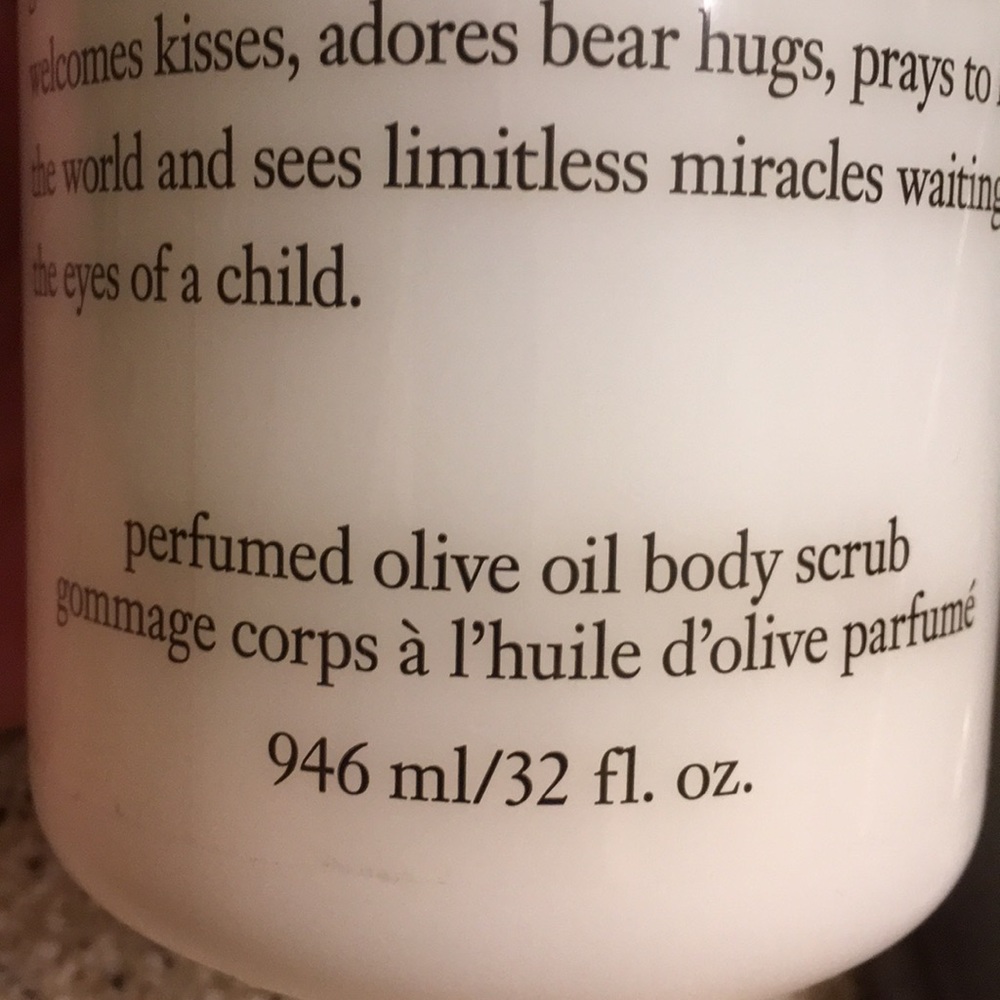 welcomes kisses, adores bear hugs, prays to
the world and sees limitless miracles waiting
the eyes of a child.
perfumed olive oil body scrub
gommage corps à l'huile d'olive parfumé
946 ml/32 fl. oz.